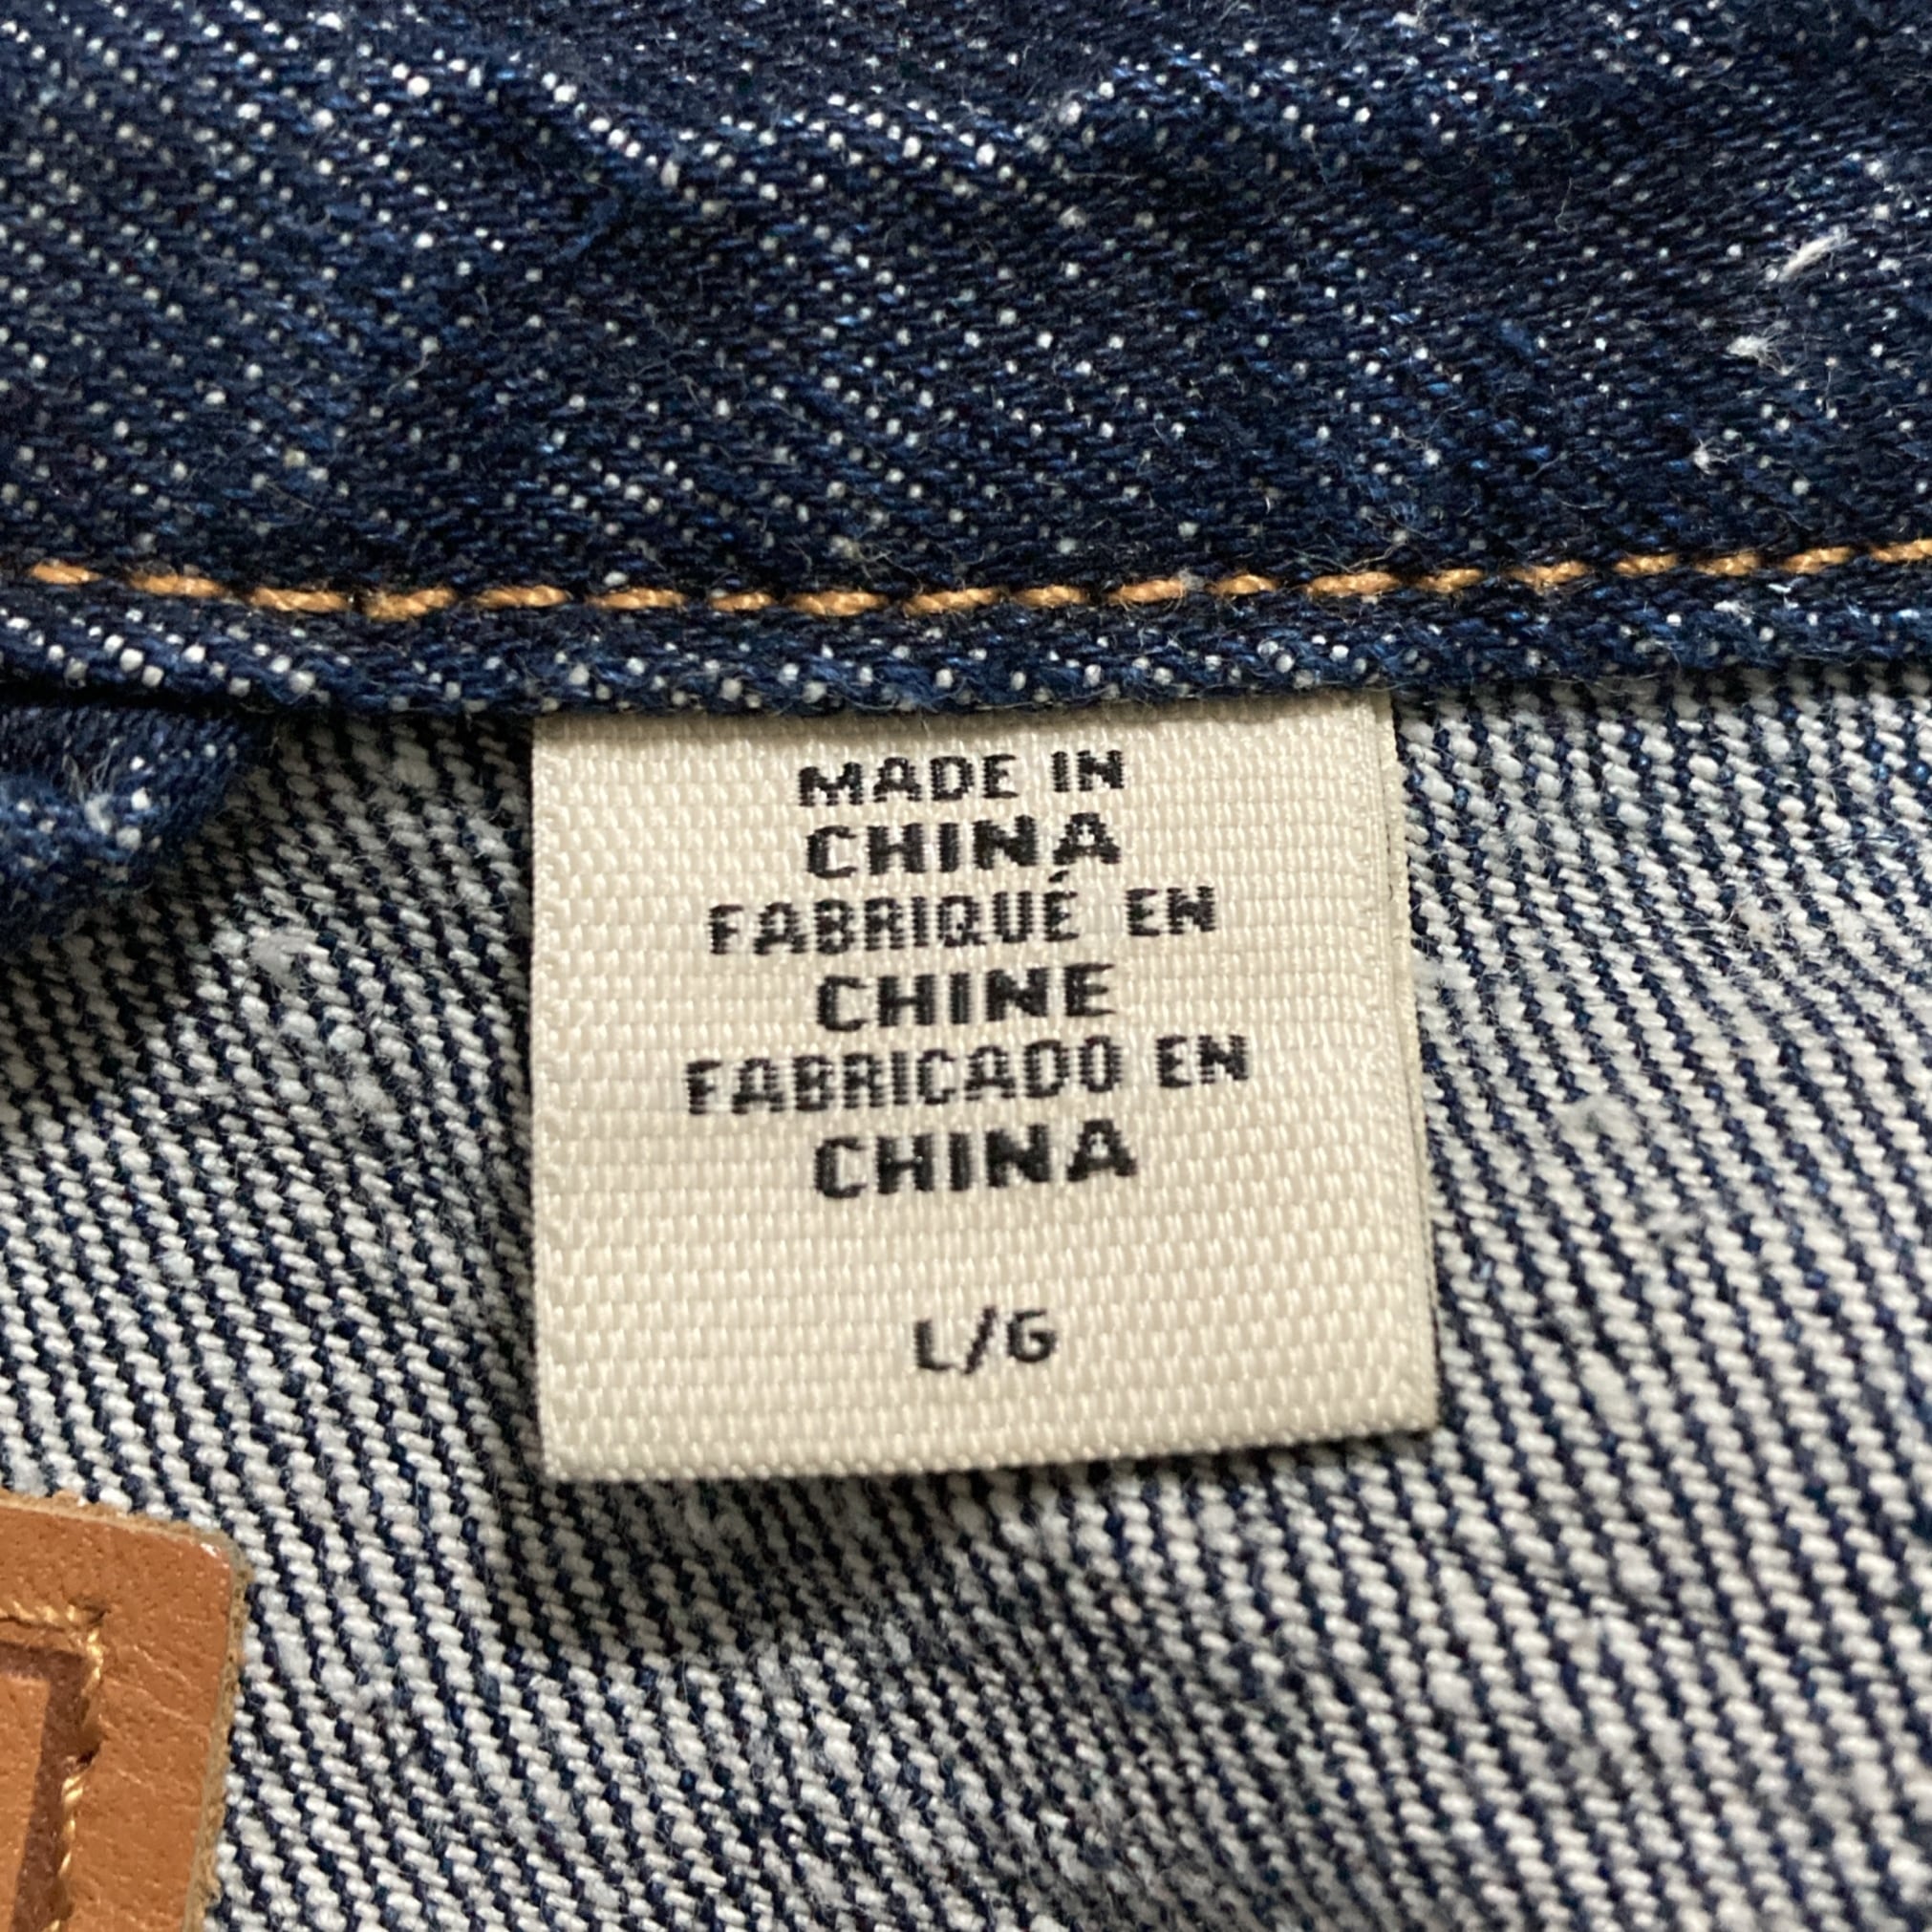 MADE IN
CHINA
FABRIQUÉ EN
CHINE
FABRICADO EN
CHINA
L/G